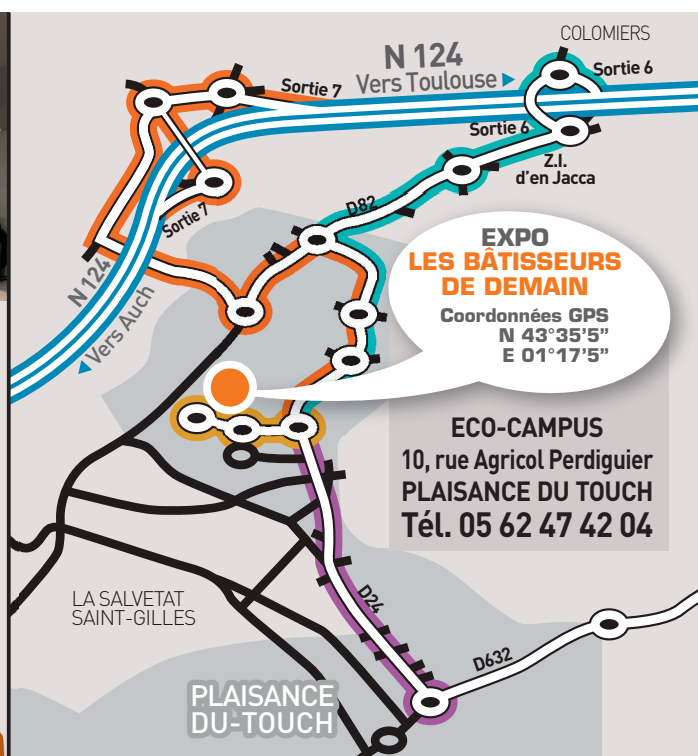 COLOMIERS
N 124
Vers Toulouse
Sortie 6
Sortie 7
Sortie 6
Z.I.
d'en Jacca
D82
Sortie 7
N 124
Vers Auch
EXPO
LES BÂTISSEURS
DE DEMAIN
Coordonnées GPS
N 43°35'5”
E 01°17'5”
ECO-CAMPUS
10, rue Agricol Perdiguier
PLAISANCE DU TOUCH
Tél. 05 62 47 42 04
LA SALVETAT
SAINT-GILLES
D24
D632
PLAISANCE
DU-TOUCH